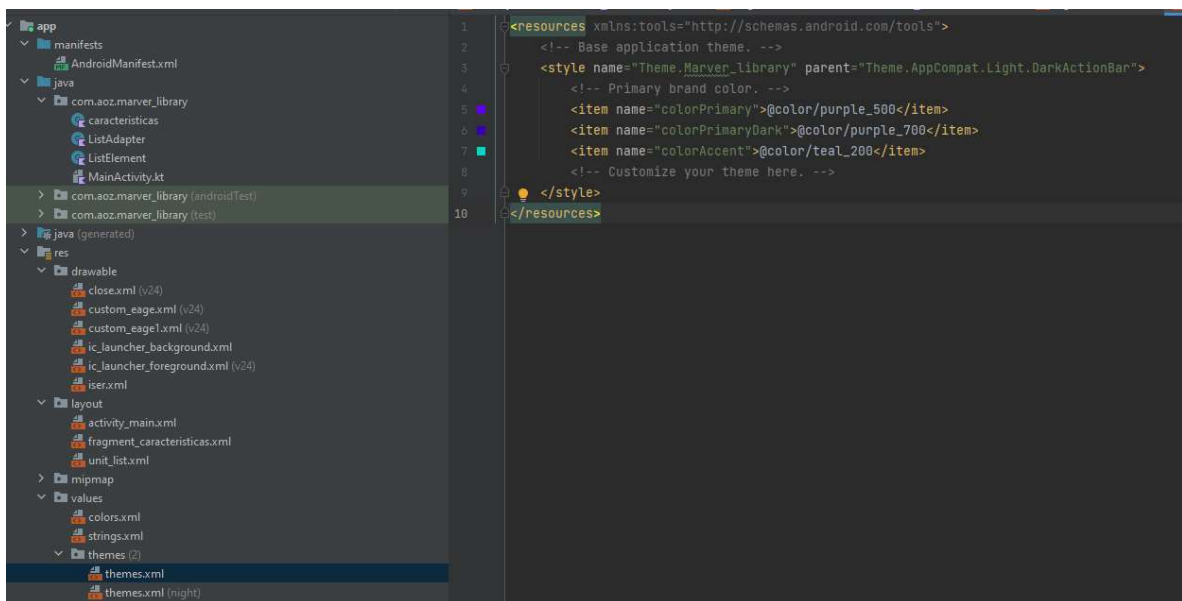 app
manifests
AndroidManifest.xml
java
com.aoz.marver_library
caracteristicas
ListAdapter
ListElement
MainActivity.kt
com.aoz.marver_library (androidTest)
com.aoz.marver_library (test)
java (generated)
res
drawable
close.xml (v24)
custom_eage.xml (v24)
custom_eage1.xml (v24)
ic_launcher_background.xml
ic_launcher_foreground.xml (v24)
iser.xml
layout
activity_main.xml
fragment_caracteristicas.xml
unit_list.xml
mipmap
values
colors.xml
strings.xml
themes (2)
themes.xml
themes.xml (night)
1 <resources xmlns:tools="http://schemas.android.com/tools">
2 <!-- Base application theme. -->
3 <style name="Theme.Marver_library" parent="Theme.AppCompat.Light.DarkActionBar">
4 <!-- Primary brand color. -->
5 <item name="colorPrimary">@color/purple_500</item>
6 <item name="colorPrimaryDark">@color/purple_700</item>
7 <item name="colorAccent">@color/teal_200</item>
8 <!-- Customize your theme here. -->
9 </style>
10 </resources>